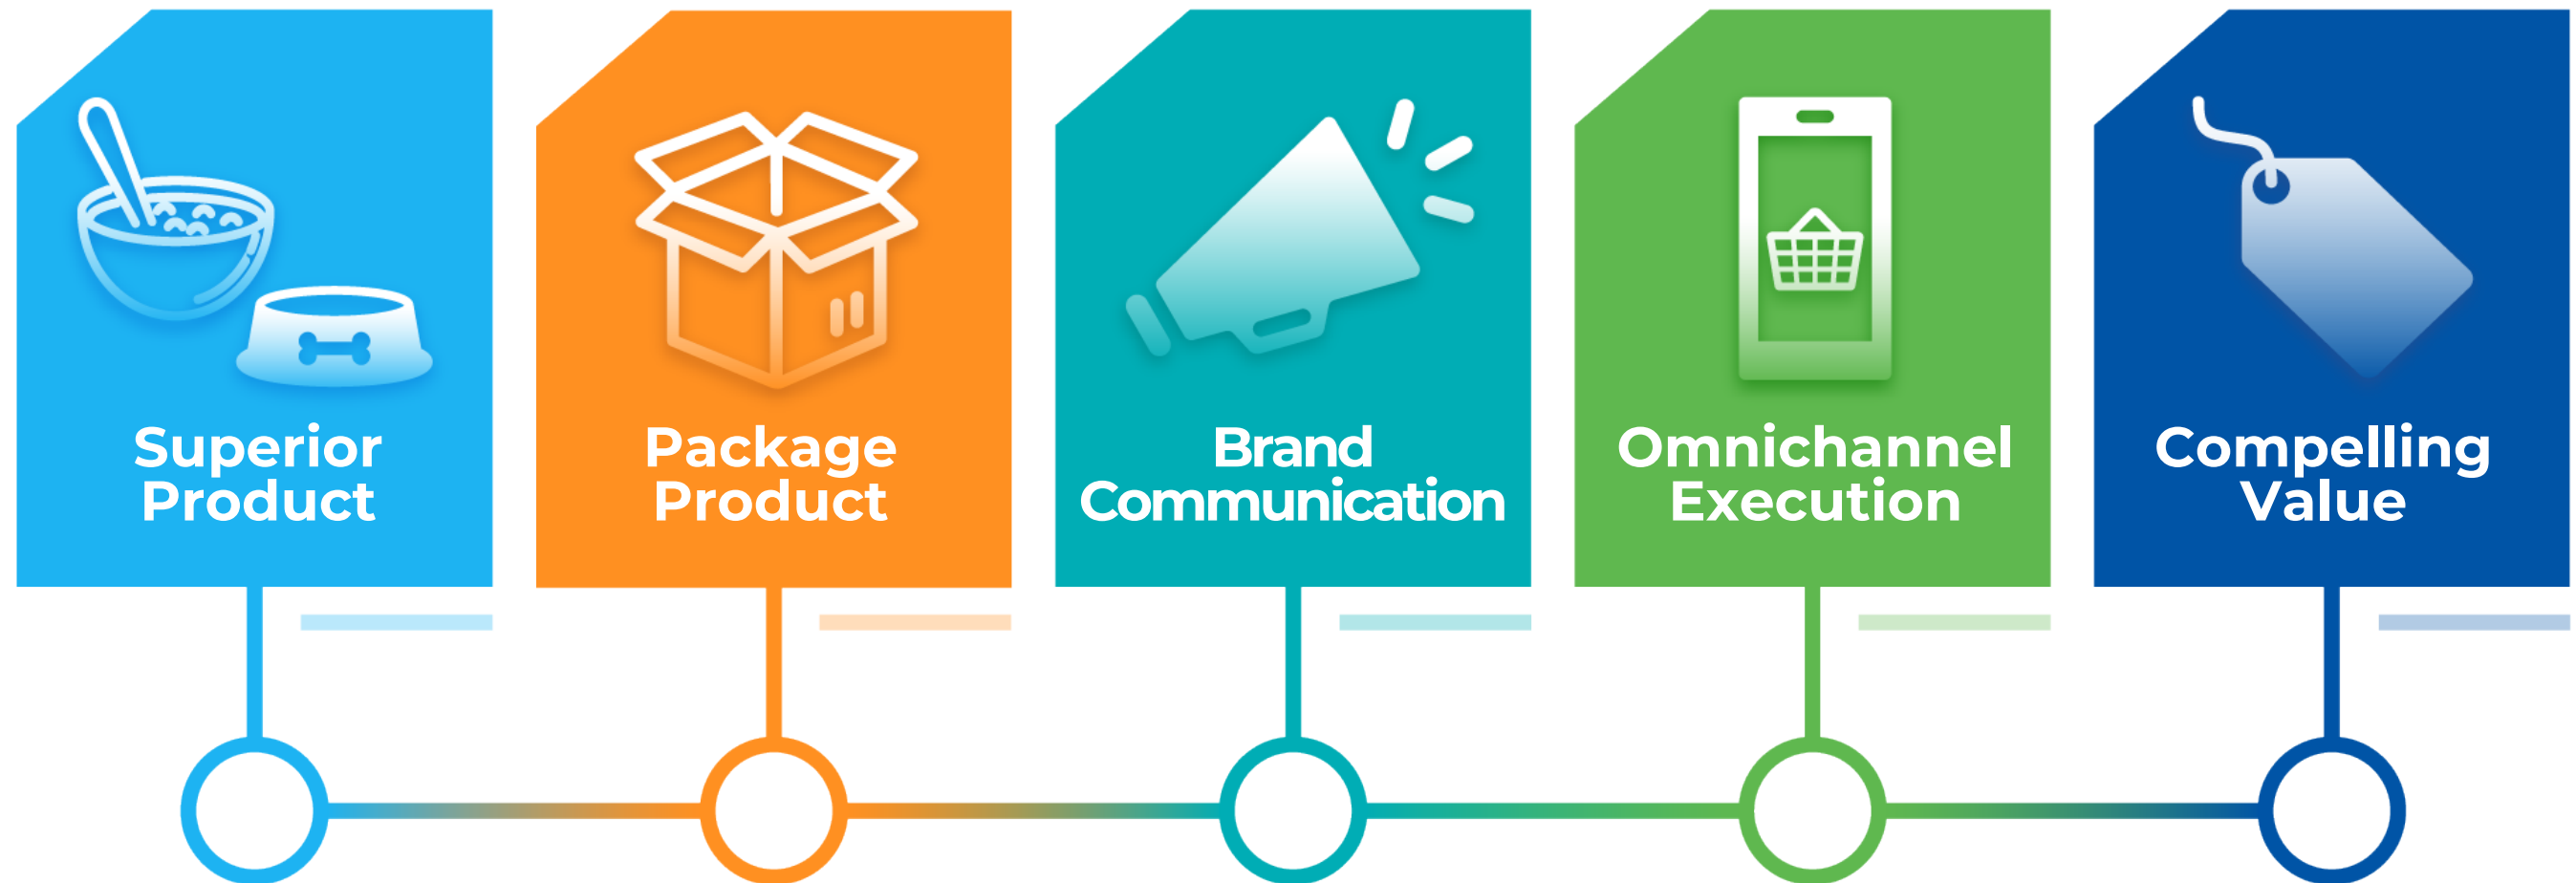 Superior
Product
Package
Product
Brand
Communication
Omnichannel
Execution
Compelling
Value